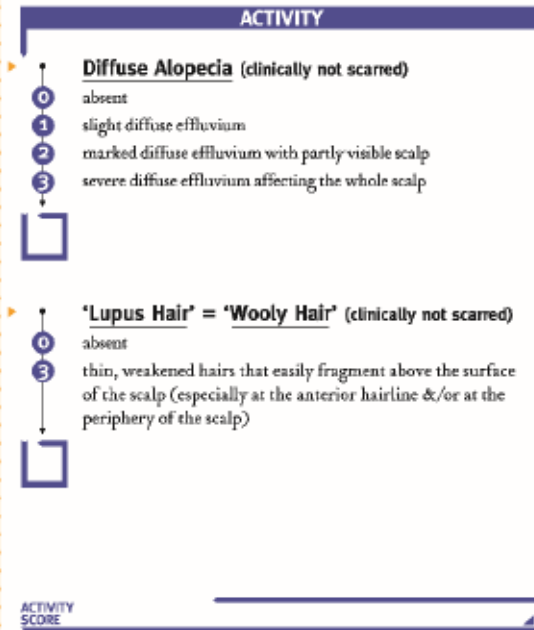 ACTIVITY
Diffuse Alopecia (clinically not scarred)
0 absent
1 slight diffuse effluvium
2 marked diffuse effluvium with partly visible scalp
3 severe diffuse effluvium affecting the whole scalp
‘Lupus Hair’ = ‘Wooly Hair’ (clinically not scarred)
0 absent
3 thin, weakened hairs that easily fragment above the surface
of the scalp (especially at the anterior hairline &/or at the
periphery of the scalp)
ACTIVITY
SCORE